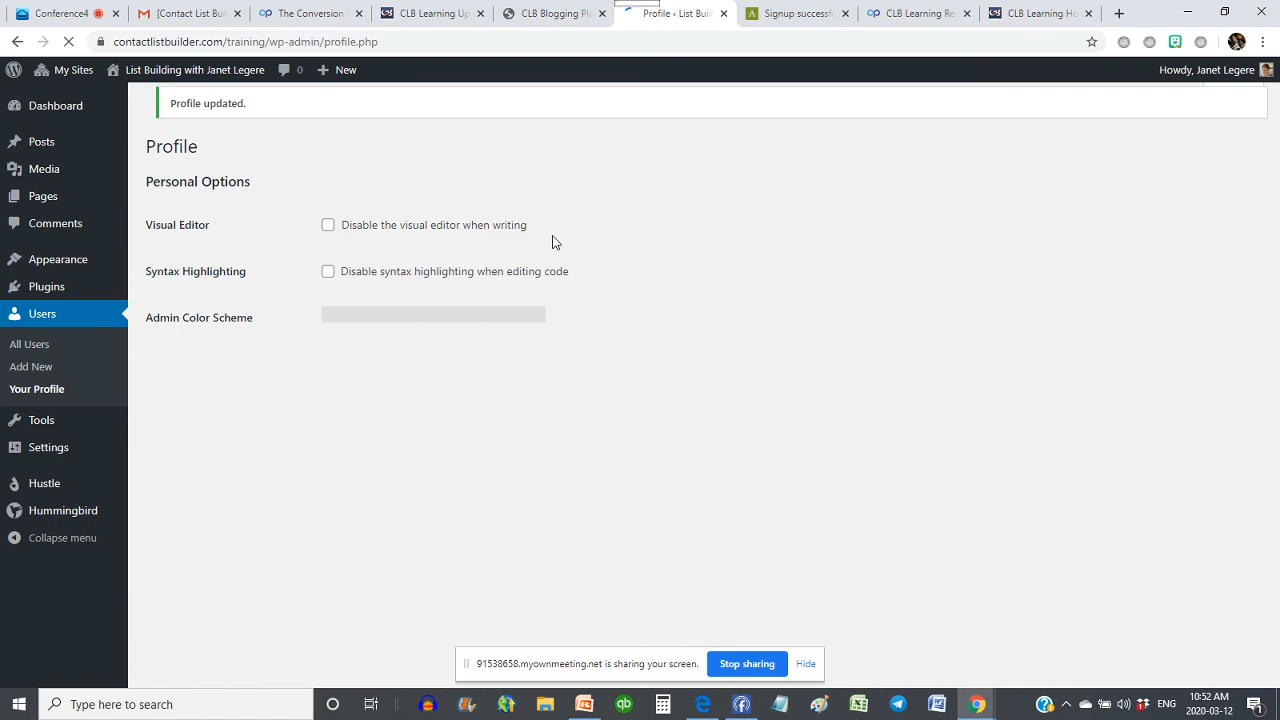 Conference4
[Contact List Buil
The Conversion
CLB Learning Up
CLB Blogging Pla
Profile ‹ List Buil
Signup successfu
CLB Learning Re
CLB Learning Ho
contactlistbuilder.com/training/wp-admin/profile.php
My Sites
List Building with Janet Legere
0
New
Howdy, Janet Legere
Dashboard
Posts
Media
Pages
Comments
Appearance
Plugins
Users
All Users
Add New
Your Profile
Tools
Settings
Hustle
Hummingbird
Collapse menu
Profile updated.
Profile
Personal Options
Visual Editor
Disable the visual editor when writing
Syntax Highlighting
Disable syntax highlighting when editing code
Admin Color Scheme
91538658.myownmeeting.net is sharing your screen.
Stop sharing
Hide
Type here to search
ENG
10:52 AM
2020-03-12